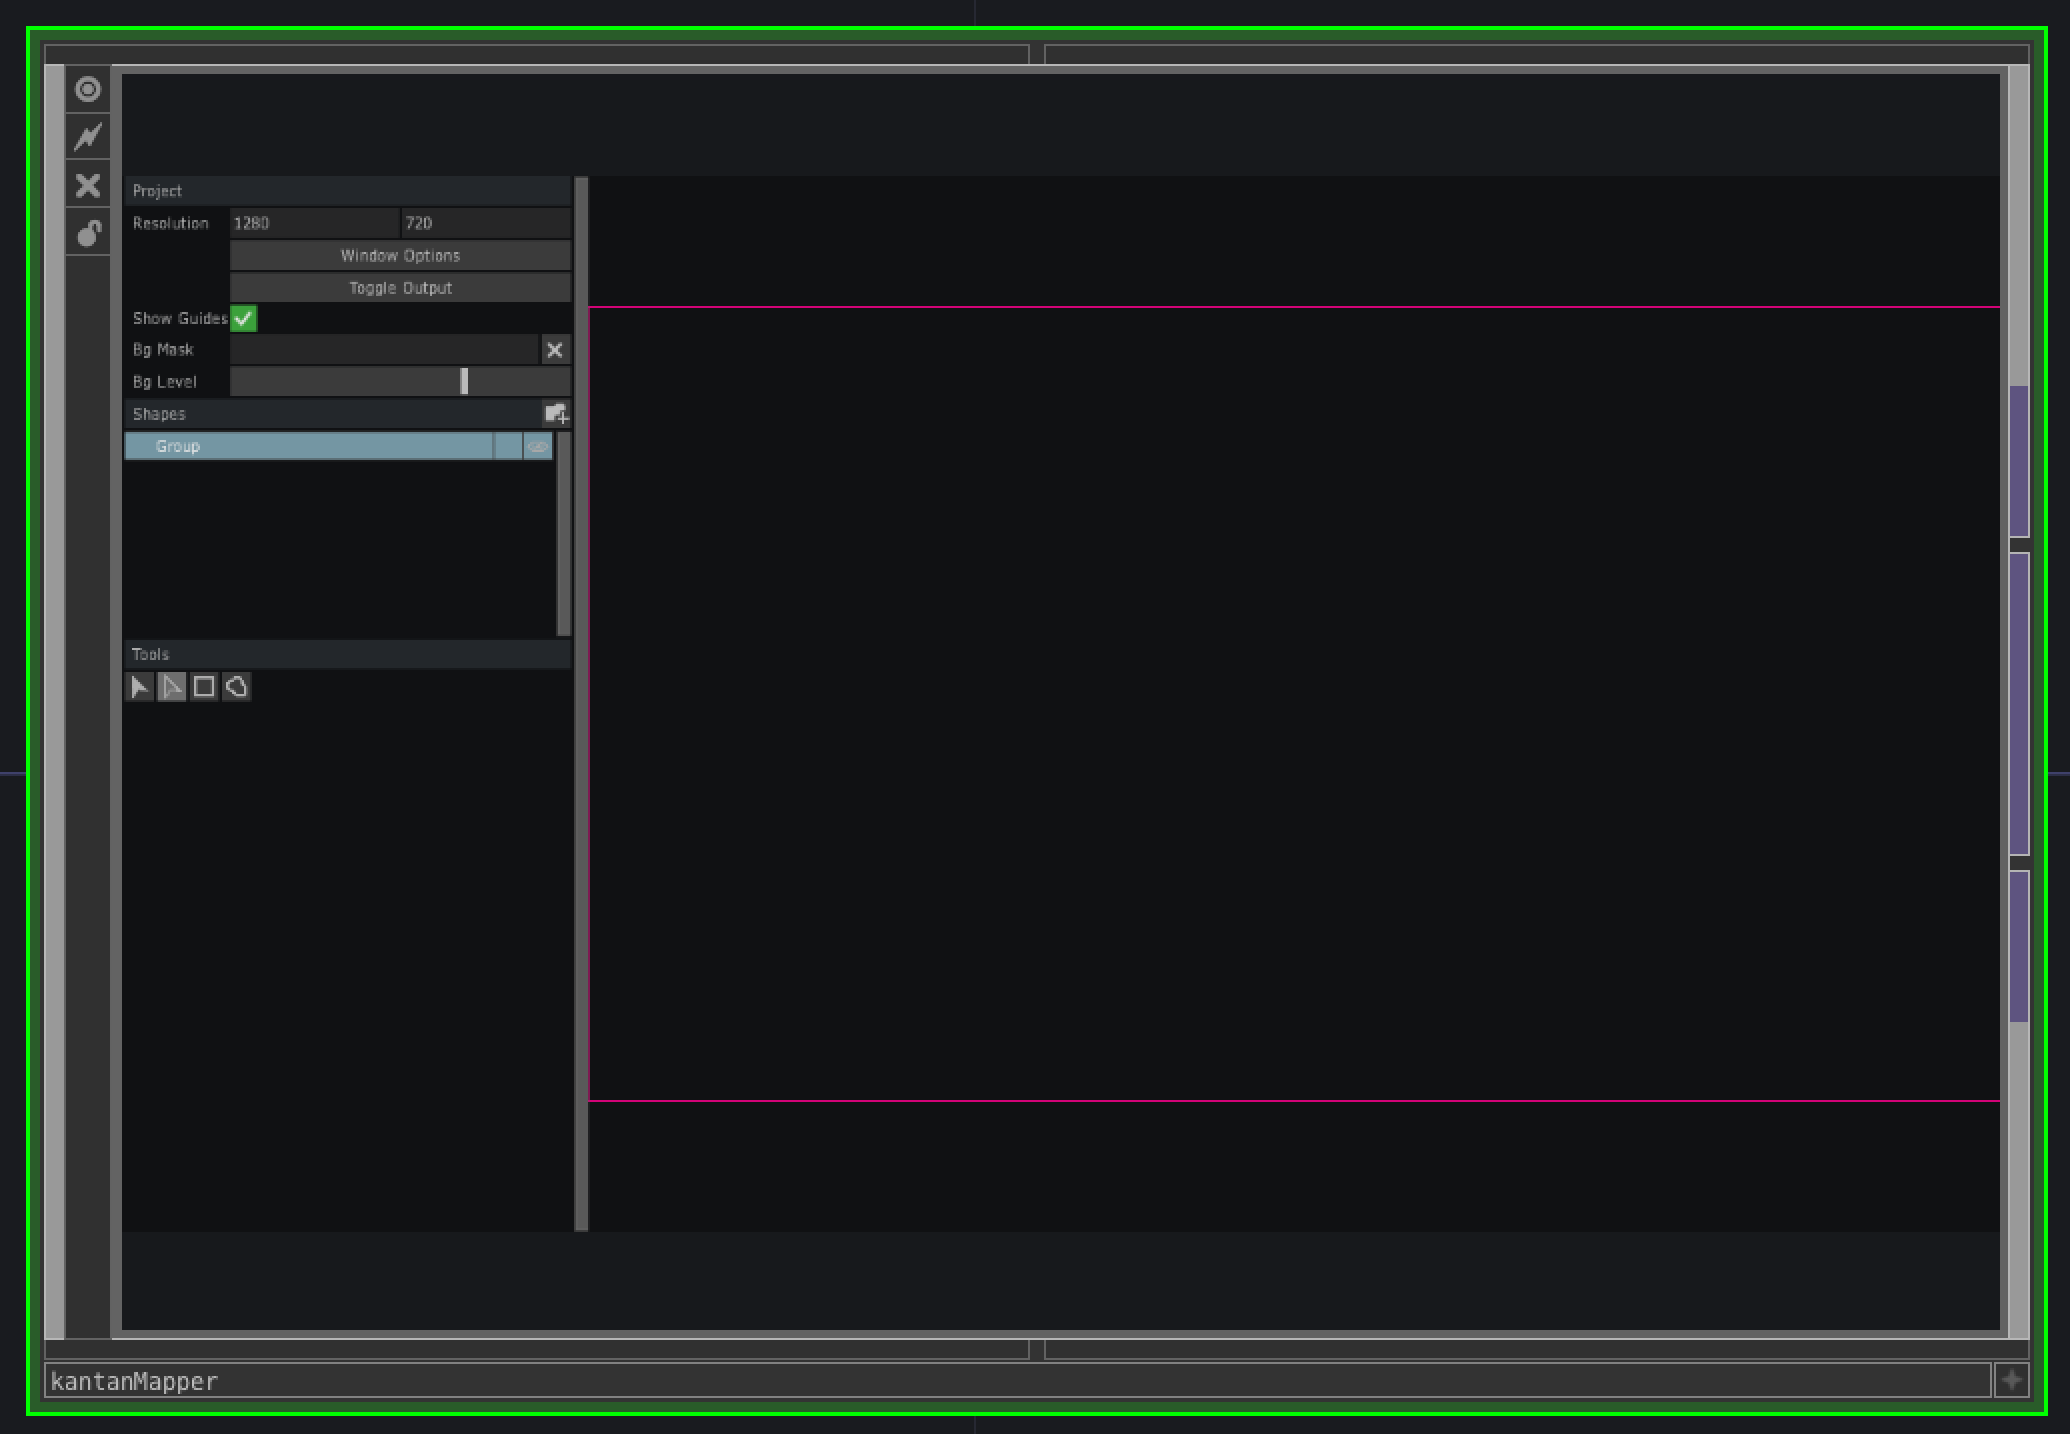 Project
Resolution 1280 720
Window Options
Toggle Output
Show Guides
Bg Mask
Bg Level
Shapes
Group
Tools
kantanMapper